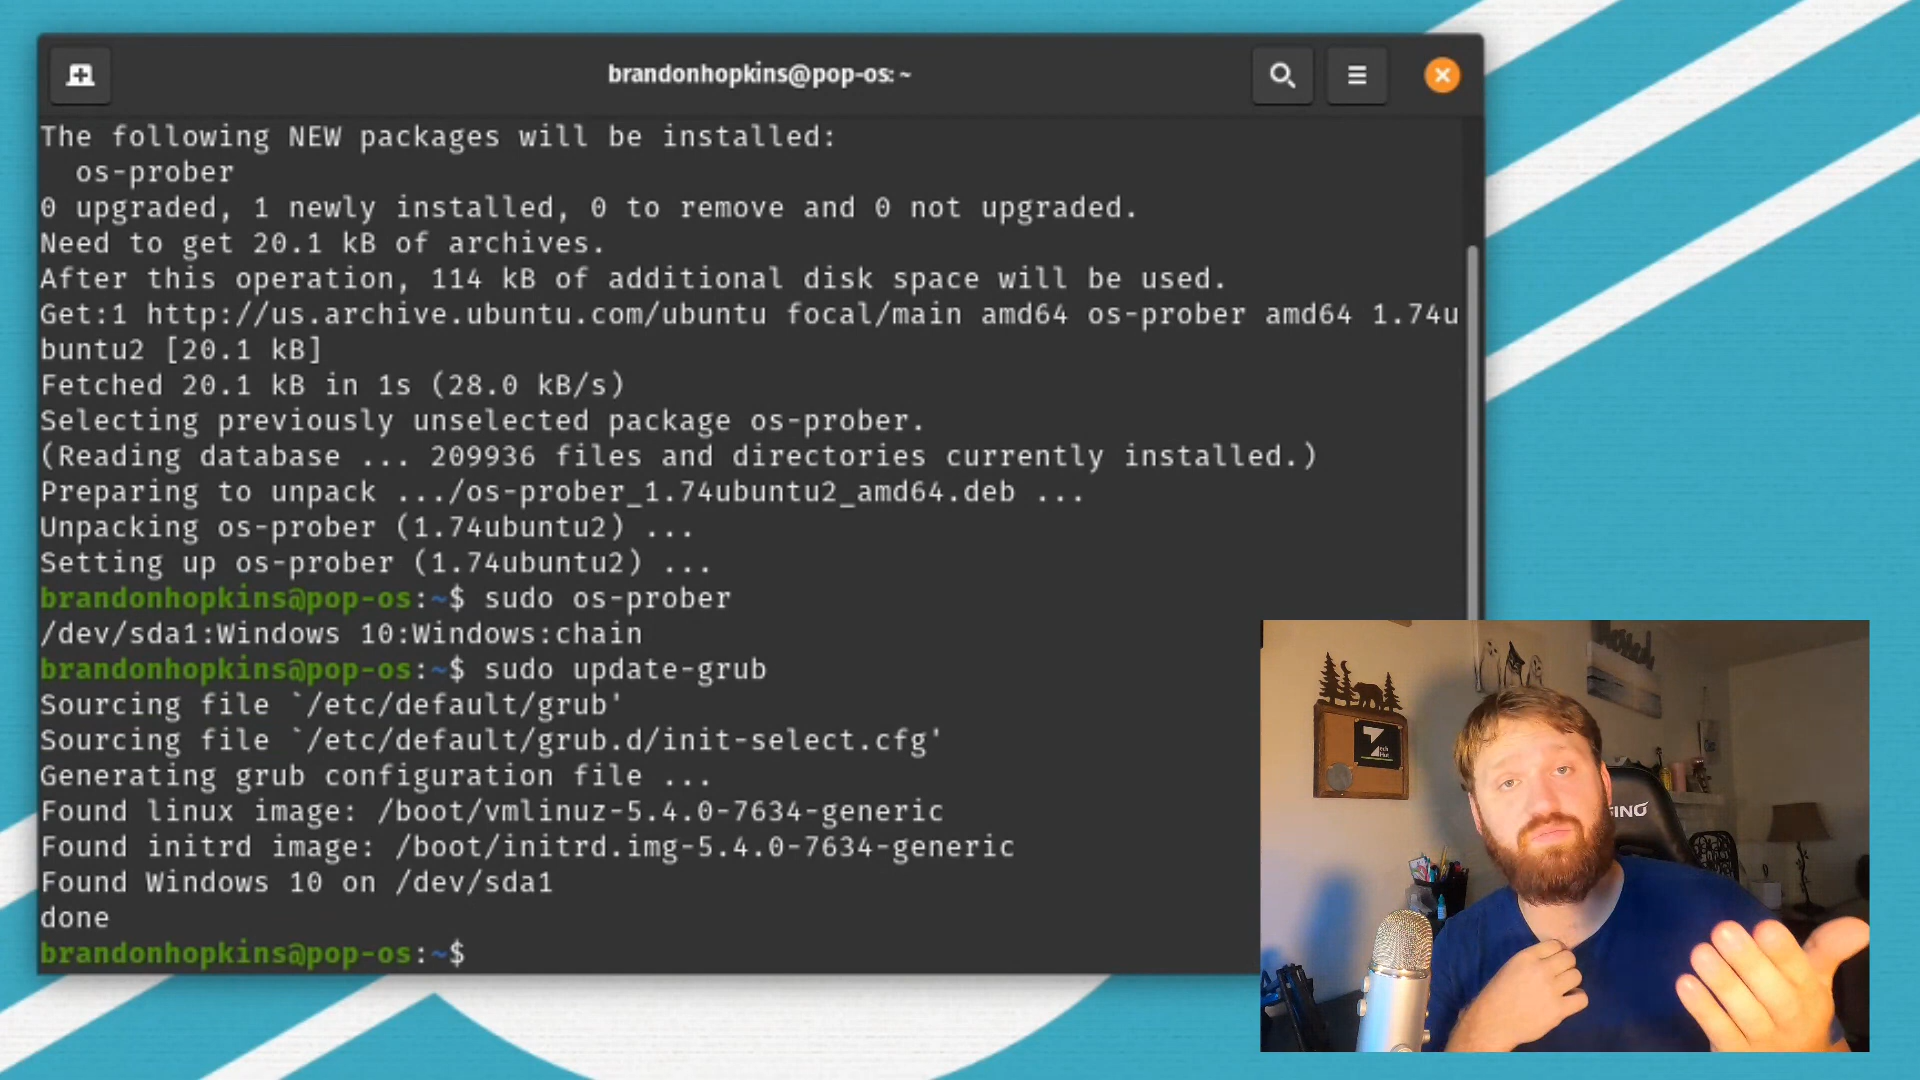 brandonhopkins@pop-os: ~
The following NEW packages will be installed:
  os-prober
0 upgraded, 1 newly installed, 0 to remove and 0 not upgraded.
Need to get 20.1 kB of archives.
After this operation, 114 kB of additional disk space will be used.
Get:1 http://us.archive.ubuntu.com/ubuntu focal/main amd64 os-prober amd64 1.74u
buntu2 [20.1 kB]
Fetched 20.1 kB in 1s (28.0 kB/s)
Selecting previously unselected package os-prober.
(Reading database ... 209936 files and directories currently installed.)
Preparing to unpack .../os-prober_1.74ubuntu2_amd64.deb ...
Unpacking os-prober (1.74ubuntu2) ...
Setting up os-prober (1.74ubuntu2) ...
brandonhopkins@pop-os:~$ sudo os-prober
/dev/sda1:Windows 10:Windows:chain
brandonhopkins@pop-os:~$ sudo update-grub
Sourcing file `/etc/default/grub'
Sourcing file `/etc/default/grub.d/init-select.cfg'
Generating grub configuration file ...
Found linux image: /boot/vmlinuz-5.4.0-7634-generic
Found initrd image: /boot/initrd.img-5.4.0-7634-generic
Found Windows 10 on /dev/sda1
done
brandonhopkins@pop-os:~$